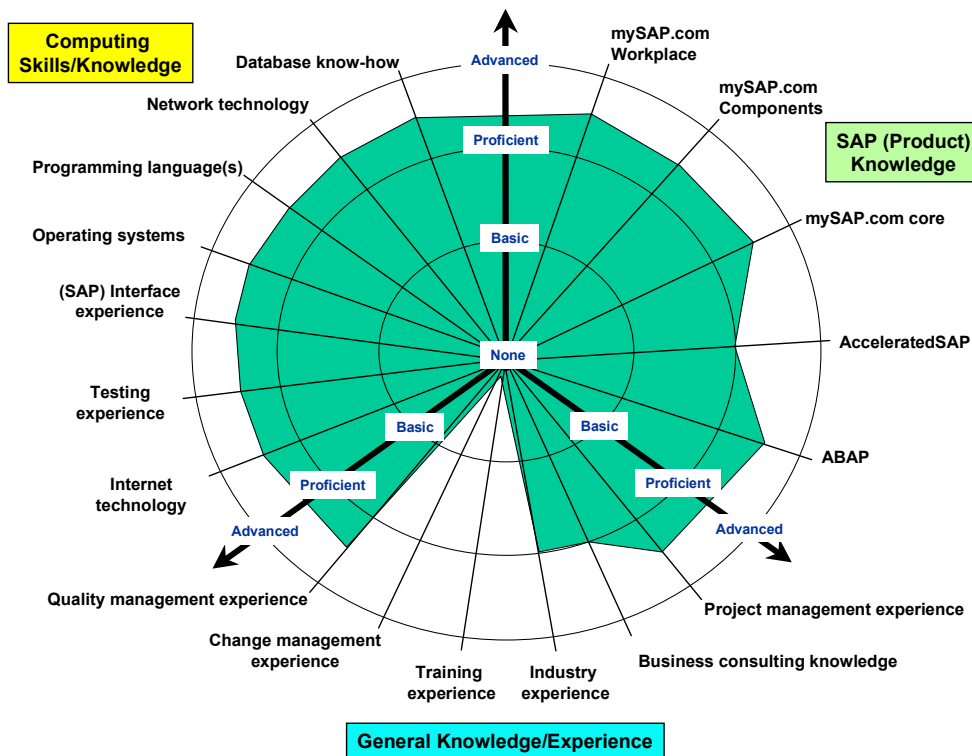 Computing
Skills/Knowledge
Database know-how
Advanced
mySAP.com
Workplace
Network technology
mySAP.com
Components
Proficient
SAP (Product)
Knowledge
Programming language(s)
mySAP.com core
Operating systems
Basic
(SAP) Interface
experience
None
AcceleratedSAP
Testing
experience
Basic
Basic
ABAP
Internet
technology
Proficient
Proficient
Advanced
Advanced
Quality management experience
Project management experience
Change management
experience
Training
experience
Industry
experience
Business consulting knowledge
General Knowledge/Experience